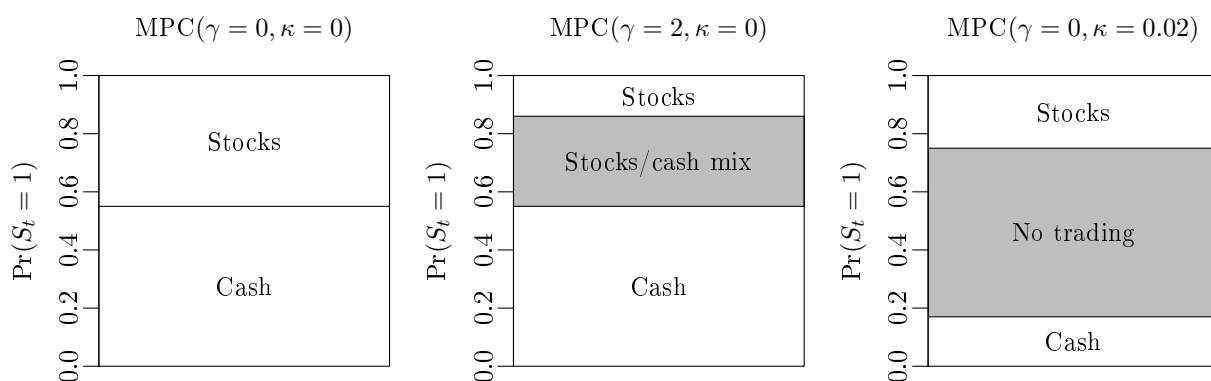 MPC(γ = 0, κ = 0)
Pr(S_t = 1)
1.0
0.8
0.6
0.4
0.2
0.0
Stocks
Cash
MPC(γ = 2, κ = 0)
Pr(S_t = 1)
1.0
0.8
0.6
0.4
0.2
0.0
Stocks
Stocks/cash mix
Cash
MPC(γ = 0, κ = 0.02)
Pr(S_t = 1)
1.0
0.8
0.6
0.4
0.2
0.0
Stocks
No trading
Cash